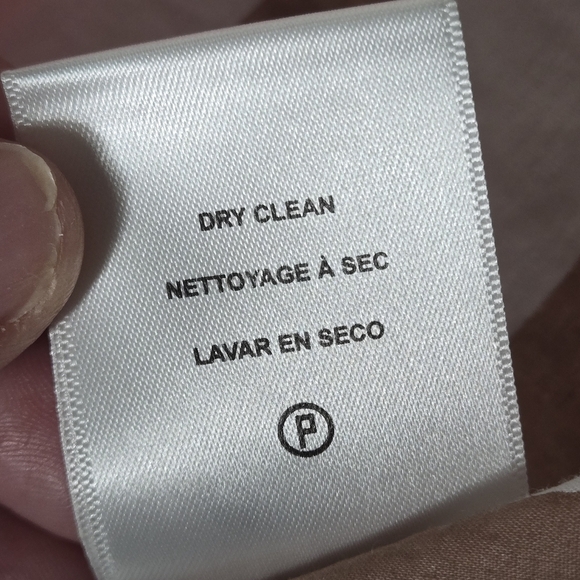 DRY CLEAN
NETTOYAGE À SEC
LAVAR EN SECO
P